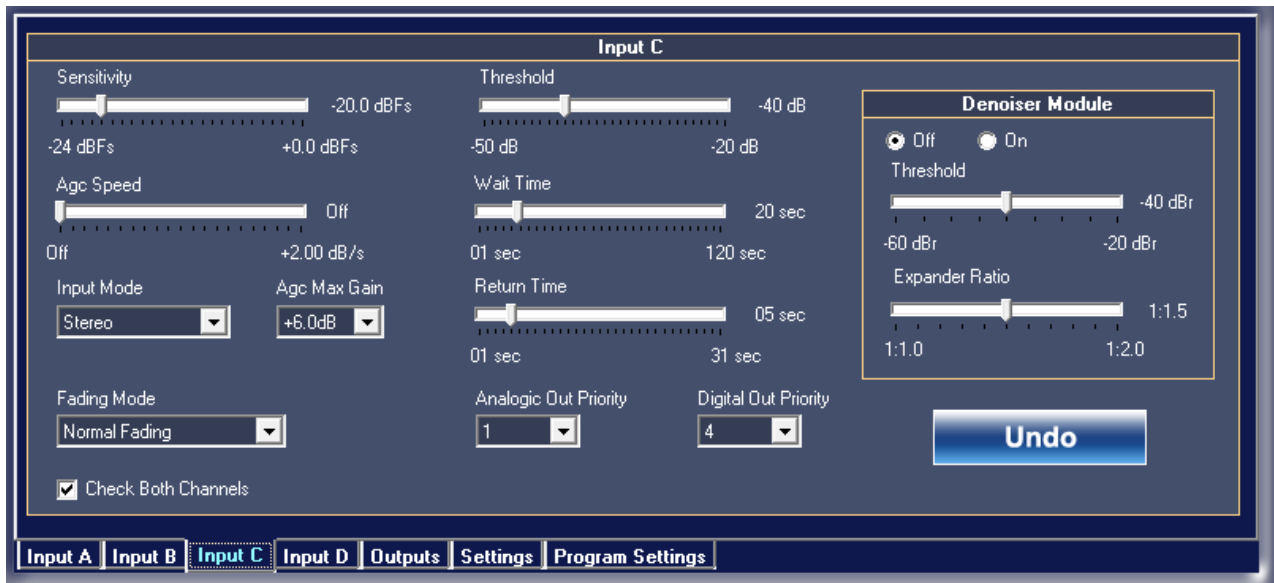 Input C
Sensitivity
-20.0 dBFs
-24 dBFs +0.0 dBFs
Agc Speed
Off
Off +2.00 dB/s
Input Mode Agc Max Gain
Stereo +6.0dB
Fading Mode
Normal Fading
Check Both Channels
Threshold
-40 dB
-50 dB -20 dB
Wait Time
20 sec
01 sec 120 sec
Return Time
05 sec
01 sec 31 sec
Analogic Out Priority Digital Out Priority
1 4
Denoiser Module
Off On
Threshold
-40 dBr
-60 dBr -20 dBr
Expander Ratio
1:1.5
1:1.0 1:2.0
Undo
Input A Input B Input C Input D Outputs Settings Program Settings